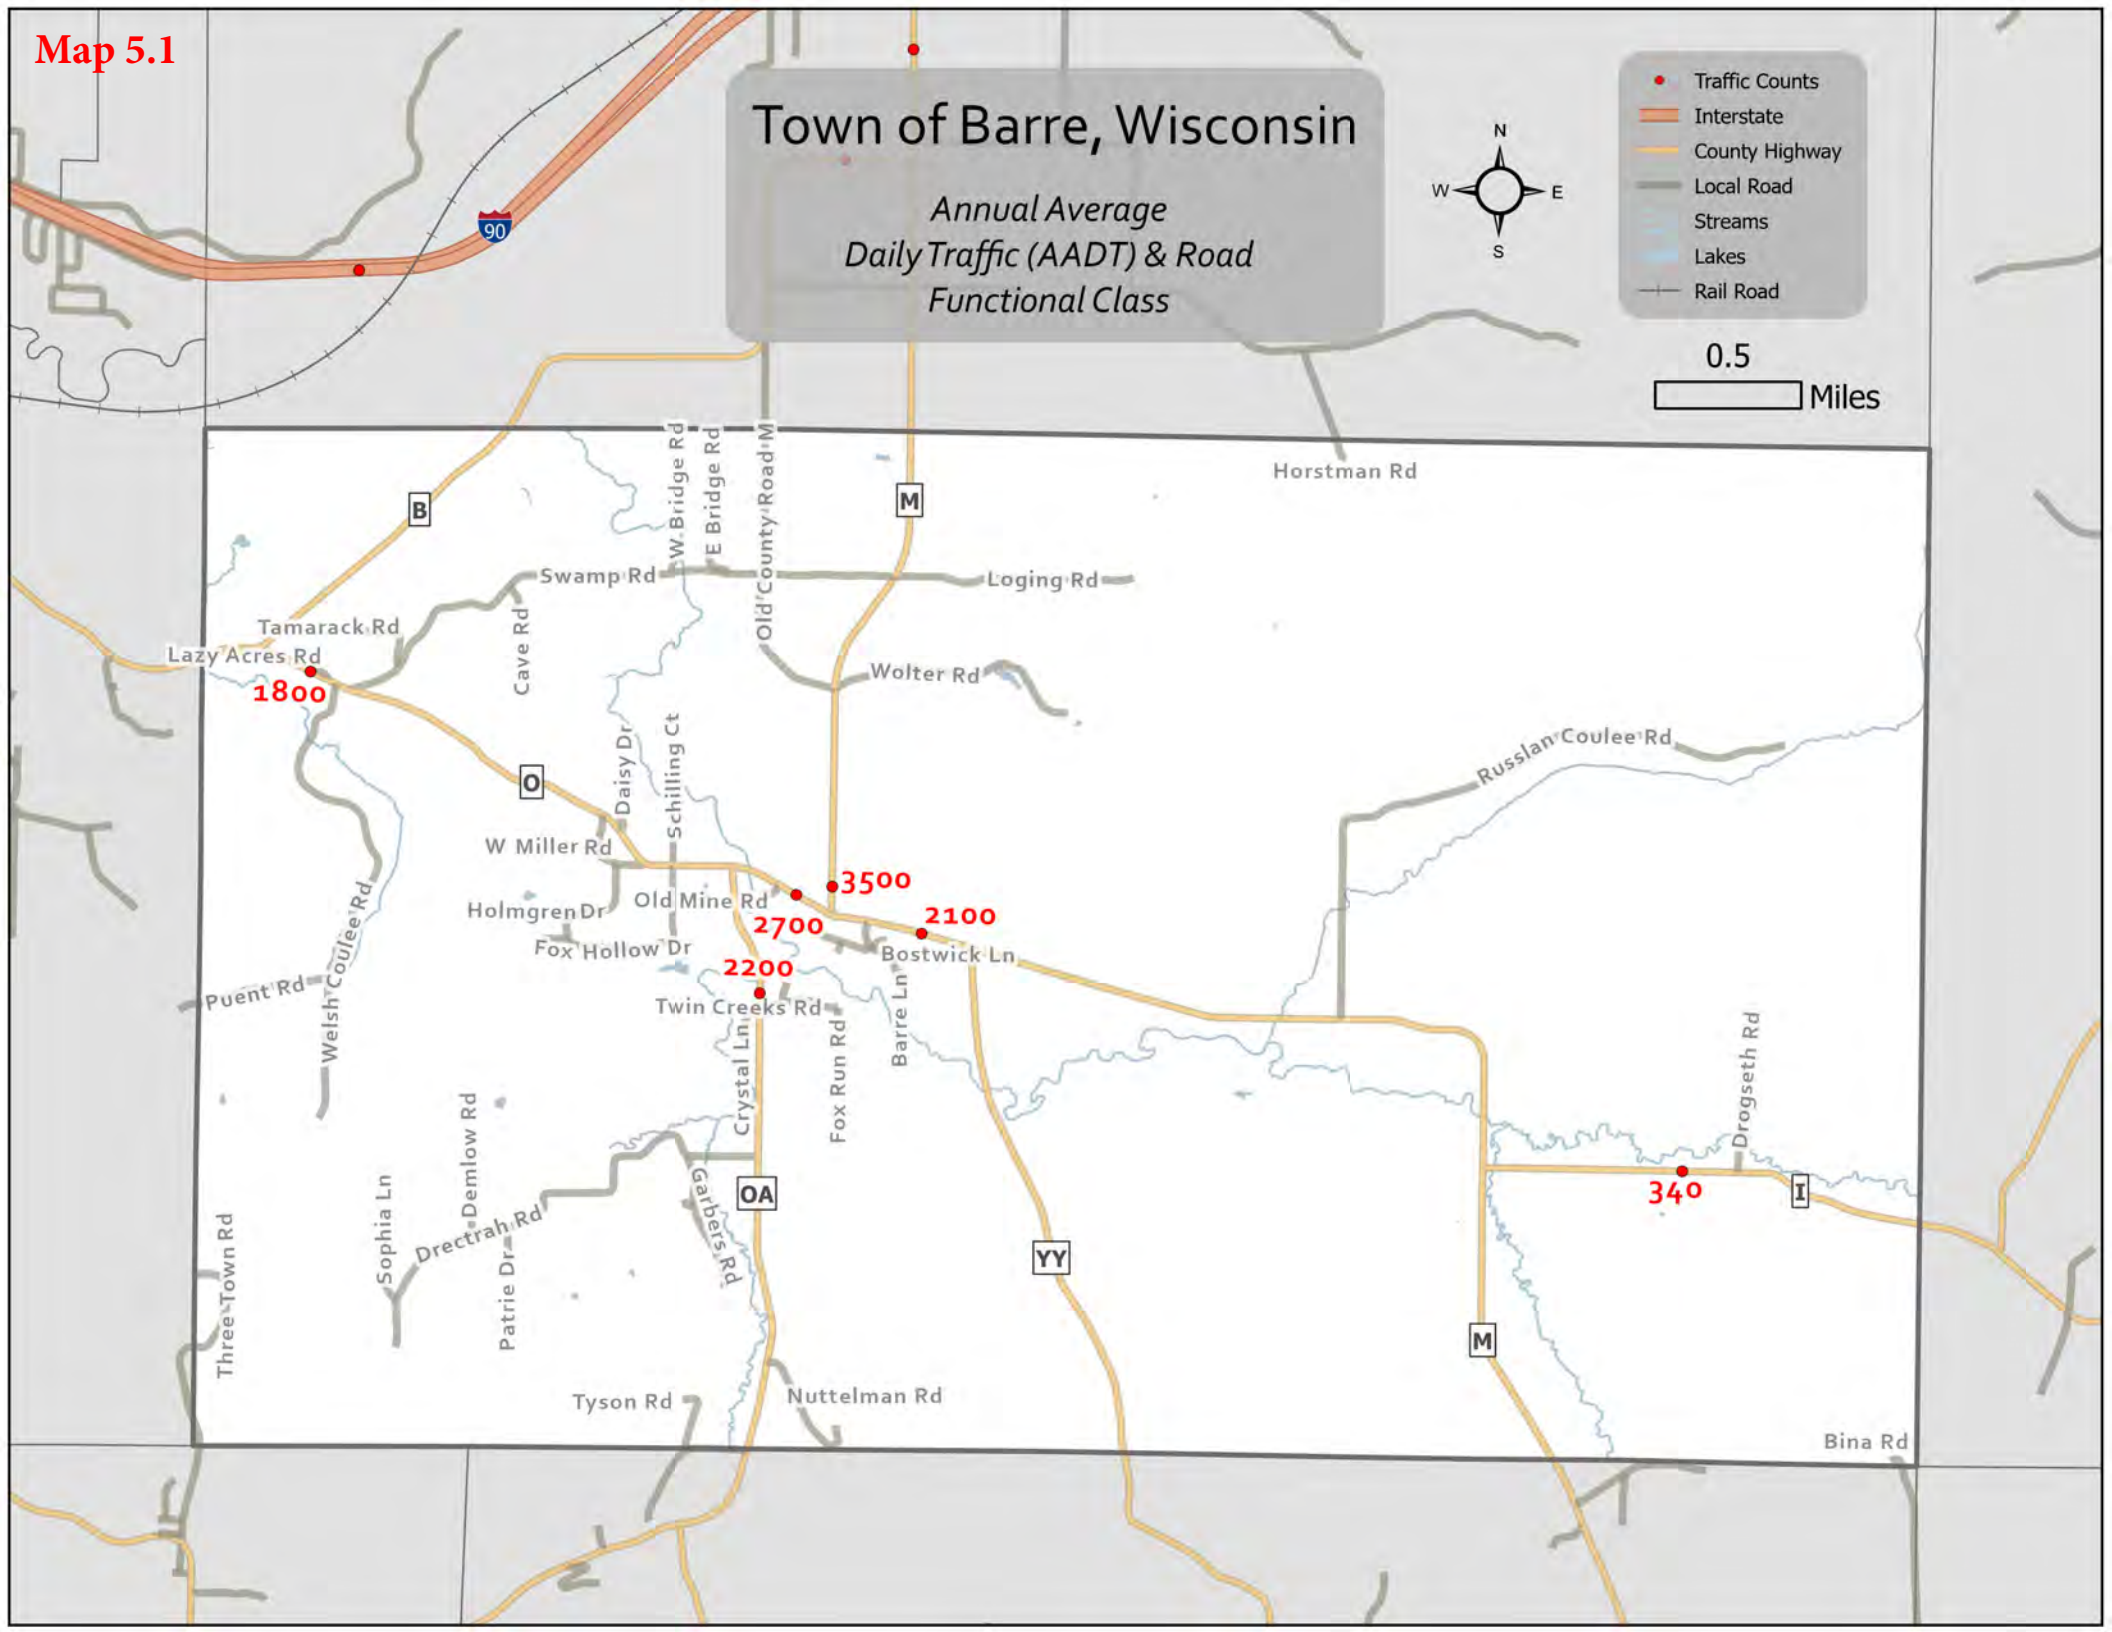 Map 5.1
Town of Barre, Wisconsin
Annual Average
Daily Traffic (AADT) & Road
Functional Class
N
W
E
S
Traffic Counts
Interstate
County Highway
Local Road
Streams
Lakes
Rail Road
0.5
Miles
90
Horstman Rd
W Bridge Rd
E Bridge Rd
Old County Road M
B
M
Swamp Rd
Loging Rd
Tamarack Rd
Lazy Acres Rd
1800
Cave Rd
Wolter Rd
Daisy Dr
Schilling Ct
Russlan Coulee Rd
O
W Miller Rd
3500
Holmgren Dr
Old Mine Rd
2700
2100
Fox Hollow Dr
Bostwick Ln
2200
Puent Rd
Welsh Coulee Rd
Twin Creeks Rd
Crystal Ln
Fox Run Rd
Barre Ln
Drogseth Rd
340
I
Sophia Ln
Demlow Rd
Drectrah Rd
Patrie Dr
Garbers Rd
OA
YY
Three Town Rd
M
Tyson Rd
Nuttelman Rd
Bina Rd